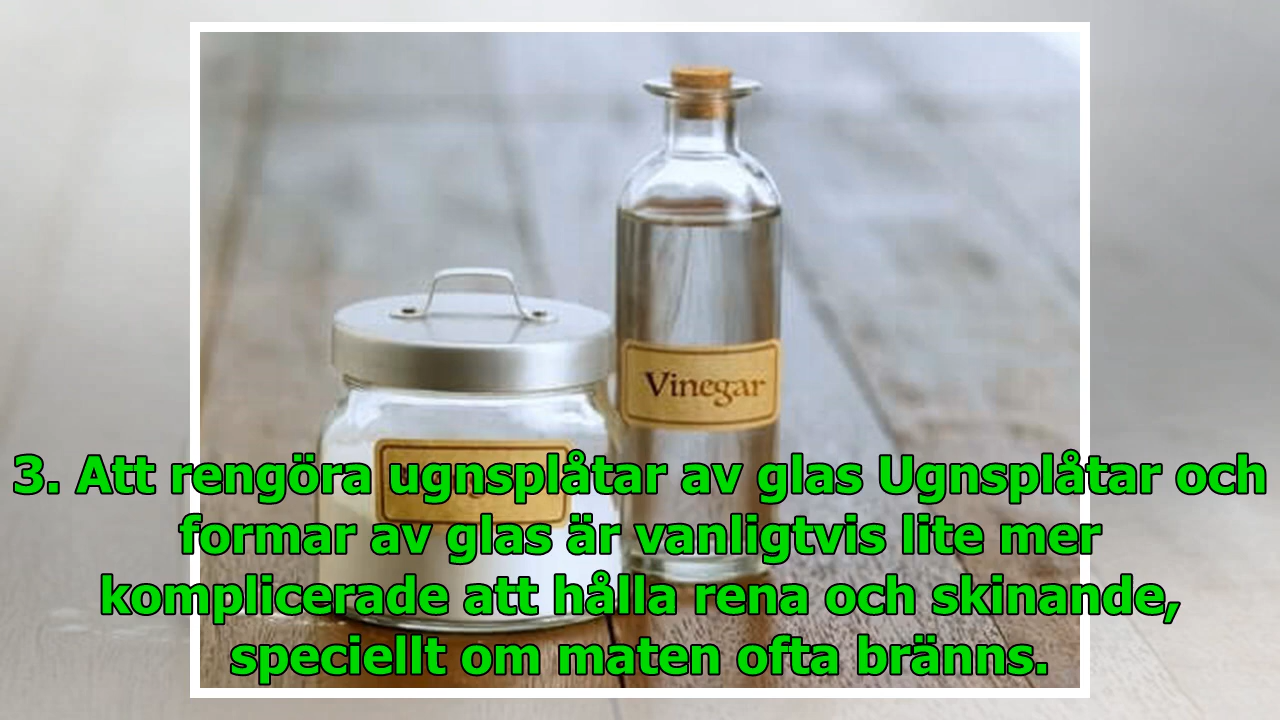 Vinegar
3. Att rengöra ugnsplåtar av glas Ugnsplåtar och
formar av glas är vanligtvis lite mer
komplicerade att hålla rena och skinande,
speciellt om maten ofta bränns.